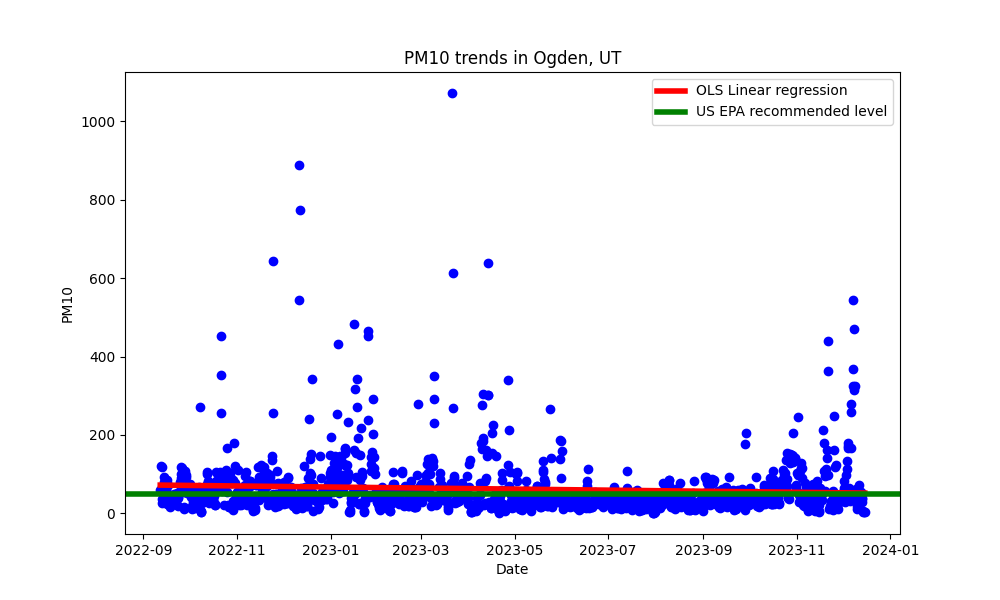 PM10 trends in Ogden, UT
OLS Linear regression
US EPA recommended level
PM10
1000
800
600
400
200
0
2022-09 2022-11 2023-01 2023-03 2023-05 2023-07 2023-09 2023-11 2024-01
Date